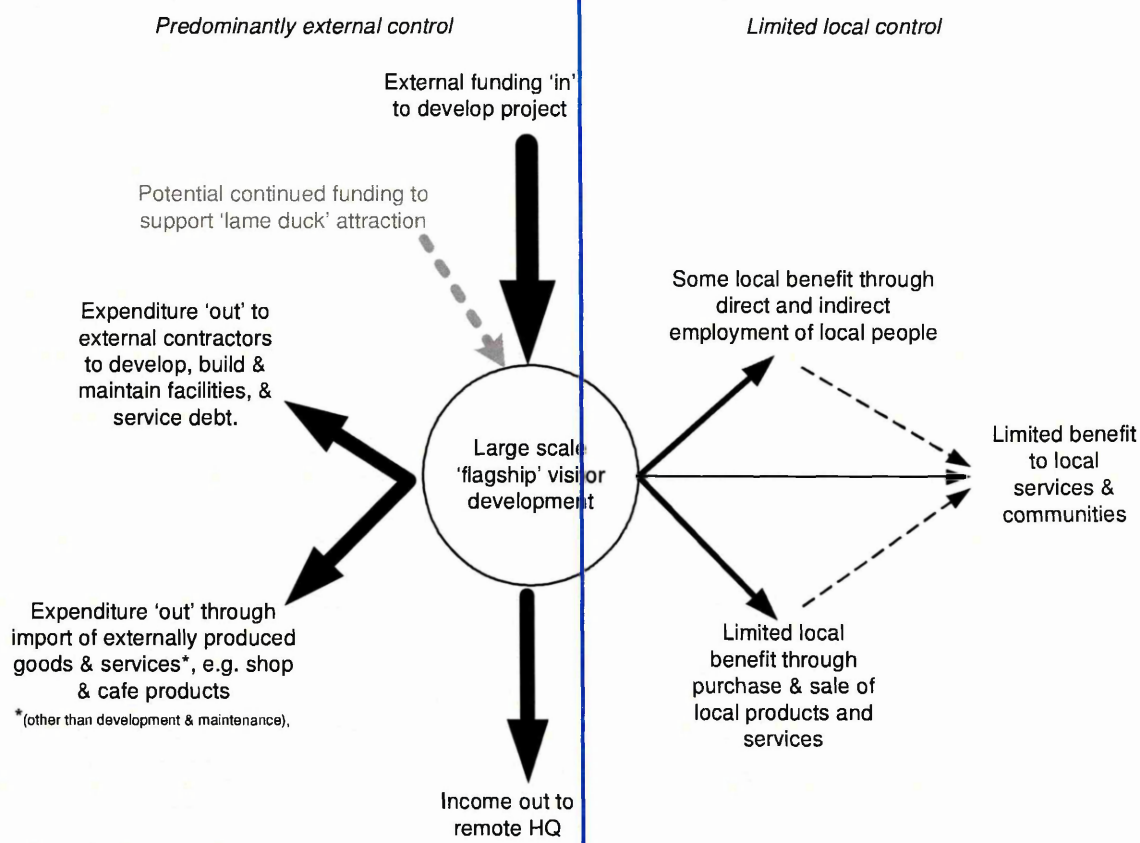 Predominantly external control
Limited local control
External funding ‘in’
to develop project
Potential continued funding to
support ‘lame duck’ attraction
Expenditure ‘out’ to
external contractors
to develop, build &
maintain facilities, &
service debt.
Some local benefit through
direct and indirect
employment of local people
Large scale
‘flagship’ visitor
development
Limited benefit
to local
services &
communities
Expenditure ‘out’ through
import of externally produced
goods & services*, e.g. shop
& cafe products
*(other than development & maintenance),
Limited local
benefit through
purchase & sale of
local products and
services
Income out to
remote HQ